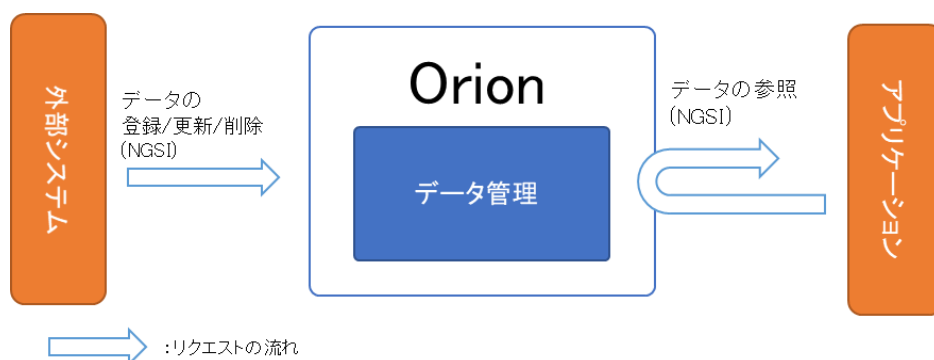 外部システム
データの
登録/更新/削除
(NGSI)
Orion
データ管理
データの参照
(NGSI)
アプリケーション
:リクエストの流れ